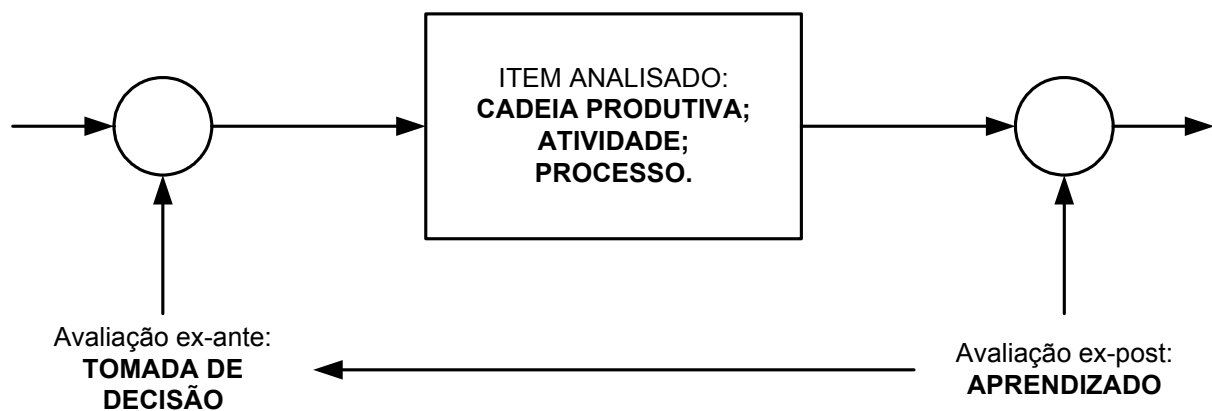 ITEM ANALISADO:
CADEIA PRODUTIVA;
ATIVIDADE;
PROCESSO.
Avaliação ex-ante:
TOMADA DE
DECISÃO
Avaliação ex-post:
APRENDIZADO